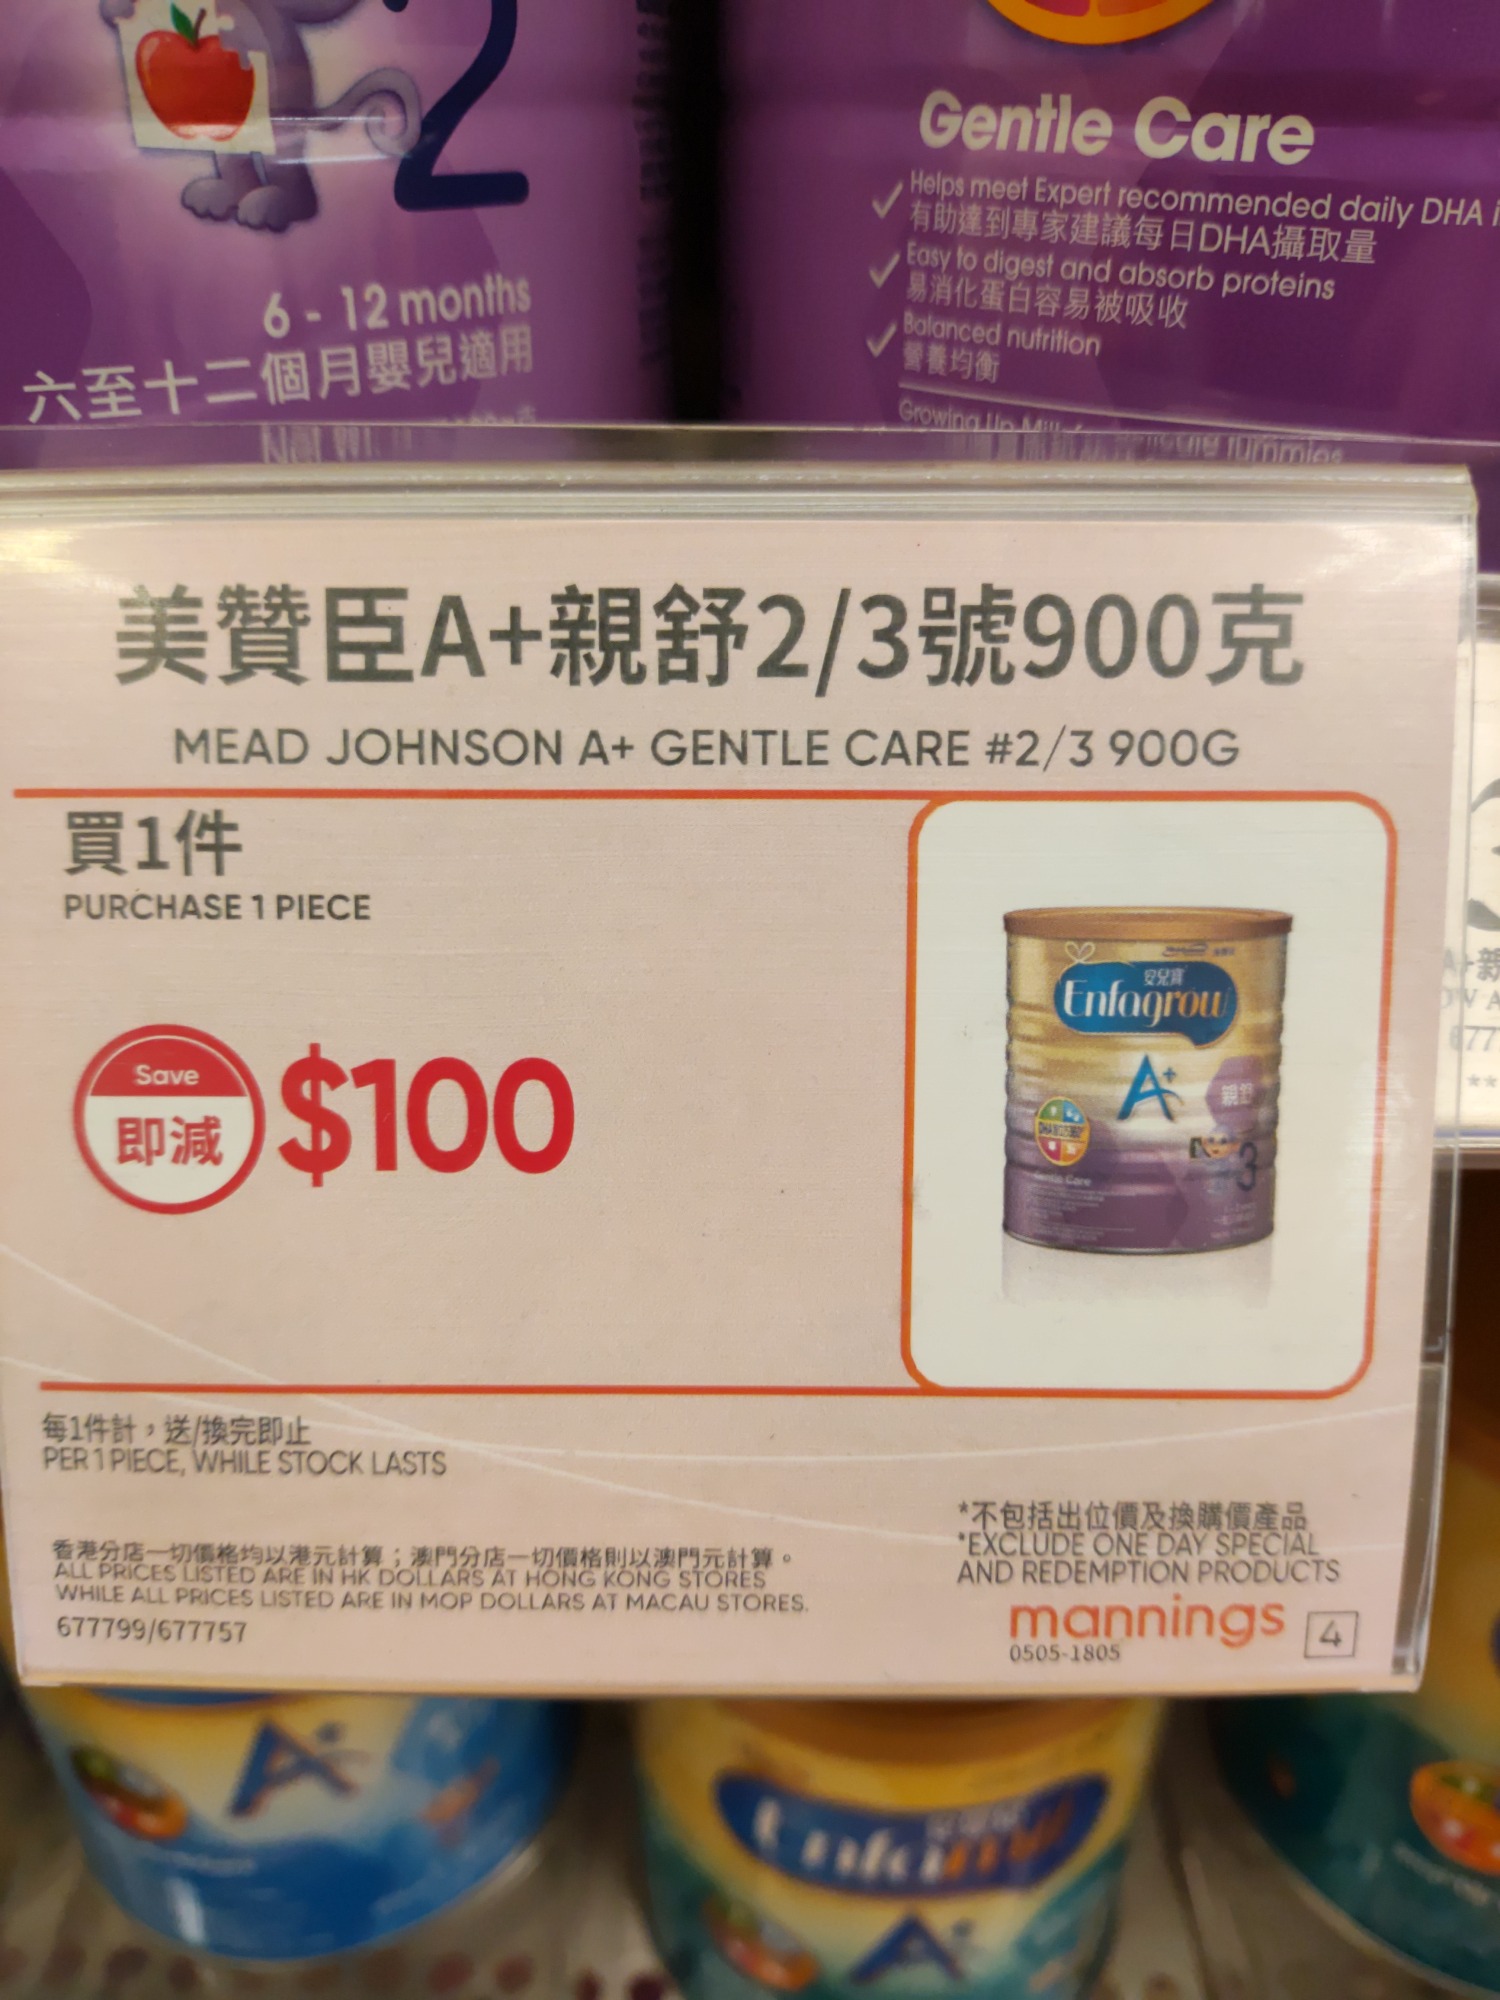 2
6 - 12 months
六至十二個月嬰兒適用
Gentle Care
Helps meet Expert recommended daily DHA
有助達到專家建議每日DHA攝取量
Easy to digest and absorb proteins
易消化蛋白容易被吸收
Balanced nutrition
營養均衡
Growing Up
美贊臣A+親舒2/3號900克
MEAD JOHNSON A+ GENTLE CARE #2/3 900G
買1件
PURCHASE 1 PIECE
Save
即減
$100
安兒寶
Enfagrow
A+
親舒
3
Gentle Care
每1件計，送/換完即止
PER 1 PIECE, WHILE STOCK LASTS
香港分店一切價格均以港元計算；澳門分店一切價格則以澳門元計算。
ALL PRICES LISTED ARE IN HK DOLLARS AT HONG KONG STORES
WHILE ALL PRICES LISTED ARE IN MOP DOLLARS AT MACAU STORES.
677799/677757
*不包括出位價及換購價產品
*EXCLUDE ONE DAY SPECIAL
AND REDEMPTION PRODUCTS
mannings
0505-1805
4
A+
A+